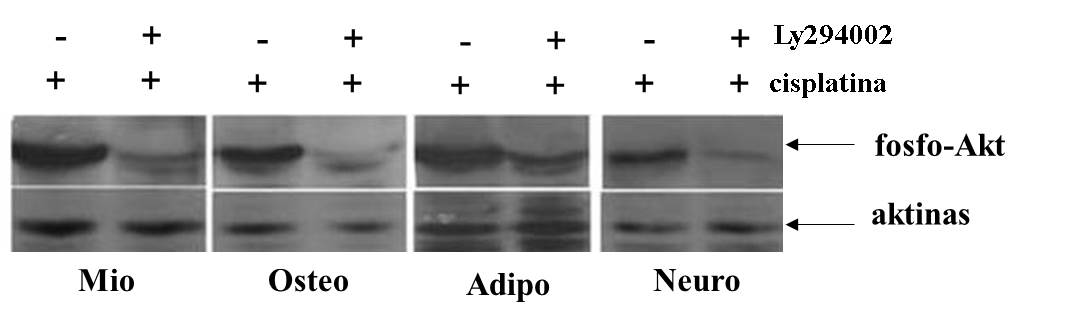 - + - + - + - + Ly294002
+ + + + + + + + cisplatina
fosfo-Akt
aktinas
Mio Osteo Adipo Neuro